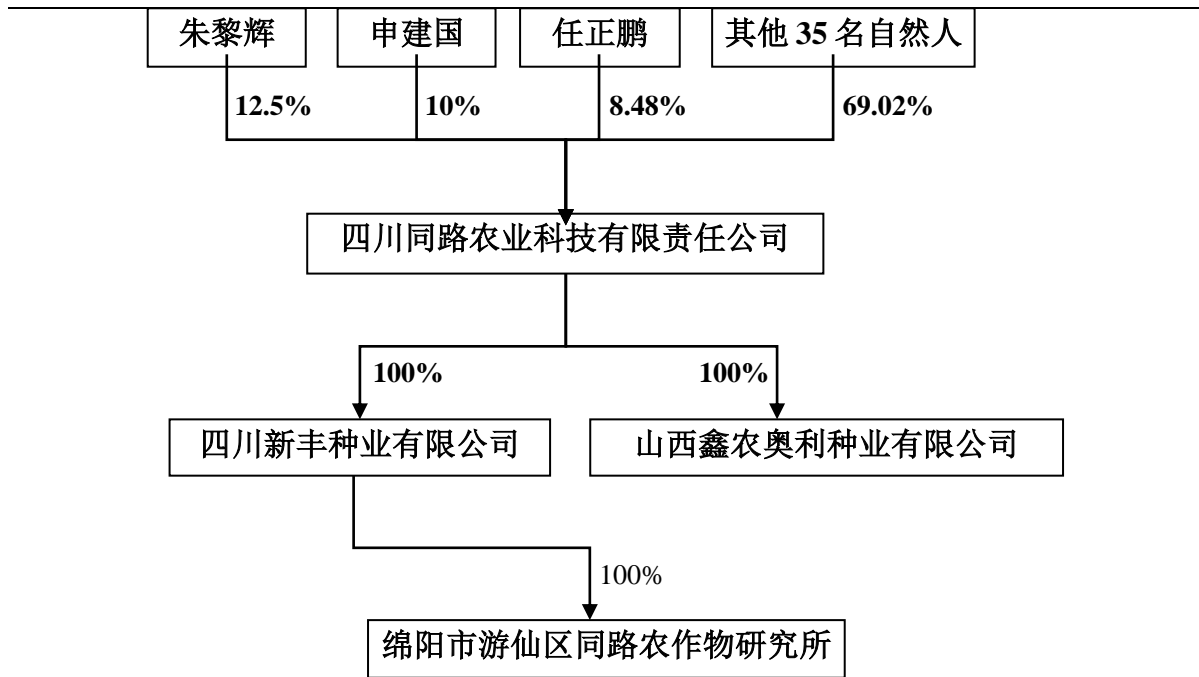 朱黎辉 申建国 任正鹏 其他 35 名自然人
12.5% 10% 8.48% 69.02%
四川同路农业科技有限责任公司
100% 100%
四川新丰种业有限公司 山西鑫农奥利种业有限公司
100%
绵阳市游仙区同路农作物研究所